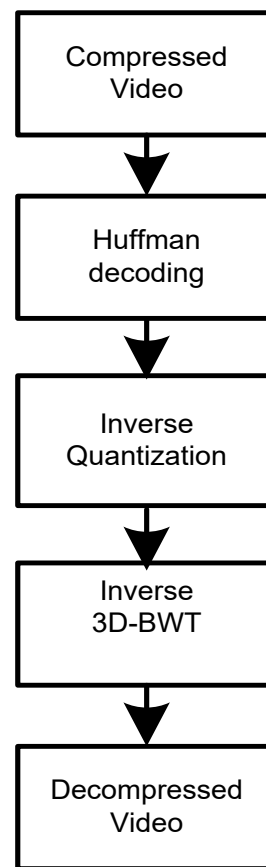 Compressed
Video
Huffman
decoding
Inverse
Quantization
Inverse
3D-BWT
Decompressed
Video